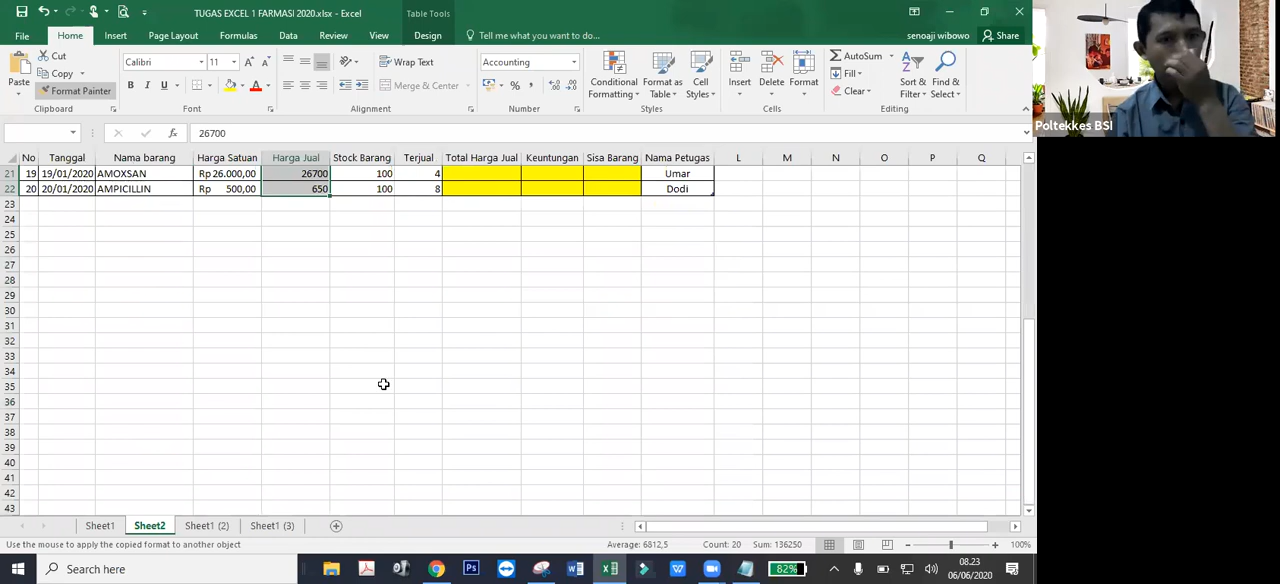 TUGAS EXCEL 1 FARMASI 2020.xlsx - Excel
Table Tools
File
Home
Insert
Page Layout
Formulas
Data
Review
View
Design
Tell me what you want to do...
senoaji wibowo
Share
Paste
Cut
Copy
Format Painter
Clipboard
Calibri
11
B I U
Font
Wrap Text
Merge & Center
Alignment
Accounting
Number
Conditional Formatting
Format as Table
Cell Styles
Styles
Insert
Delete
Format
Cells
AutoSum
Fill
Clear
Sort & Filter
Find & Select
Editing
Poltekkes BSI
fx
26700
No Tanggal Nama barang Harga Satuan Harga Jual Stock Barang Terjual Total Harga Jual Keuntungan Sisa Barang Nama Petugas L M N O P Q
21 19 19/01/2020 AMOXSAN Rp 26.000,00 26700 100 4 Umar
22 20 20/01/2020 AMPICILLIN Rp 500,00 650 100 8 Dodi
23
24
25
26
27
28
29
30
31
32
33
34
35
36
37
38
39
40
41
42
43
Sheet1
Sheet2
Sheet1 (2)
Sheet1 (3)
Use the mouse to apply the copied format to another object
Average: 6812,5
Count: 20
Sum: 136250
100%
Search here
82%
08.23
06/06/2020